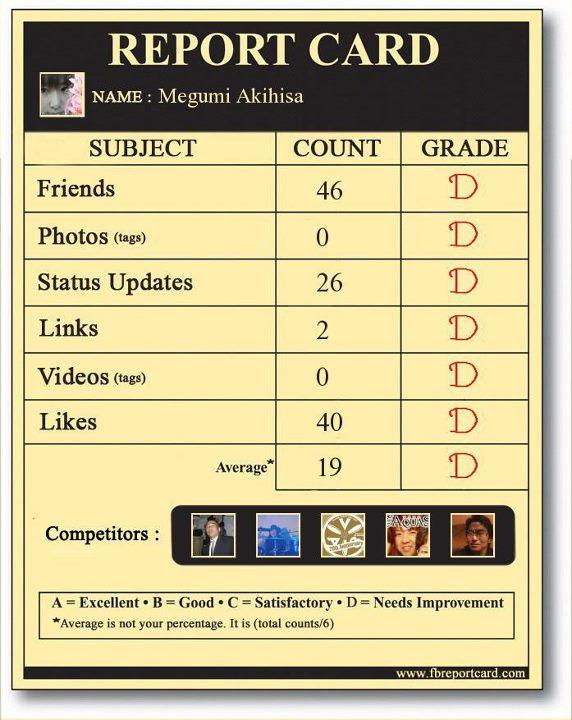 REPORT CARD
NAME : Megumi Akihisa
SUBJECT COUNT GRADE
Friends 46 D
Photos (tags) 0 D
Status Updates 26 D
Links 2 D
Videos (tags) 0 D
Likes 40 D
Average* 19 D
Competitors :
A = Excellent • B = Good • C = Satisfactory • D = Needs Improvement
*Average is not your percentage. It is (total counts/6)
www.fbreportcard.com